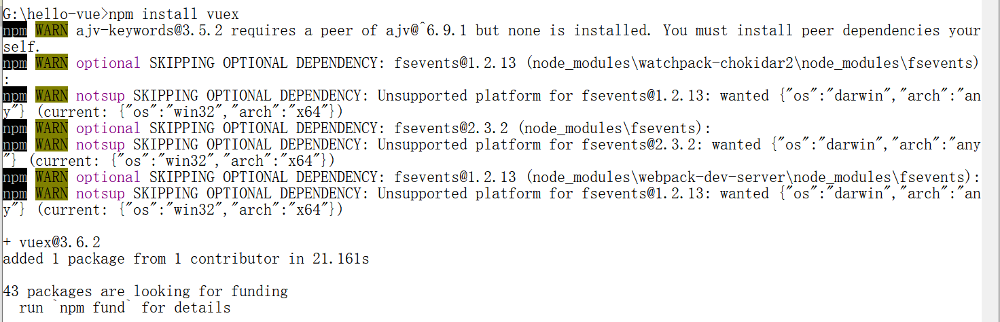 G:\hello-vue>npm install vuex
npm WARN ajv-keywords@3.5.2 requires a peer of ajv@^6.9.1 but none is installed. You must install peer dependencies your
self.
npm WARN optional SKIPPING OPTIONAL DEPENDENCY: fsevents@1.2.13 (node_modules\watchpack-chokidar2\node_modules\fsevents)
:
npm WARN notsup SKIPPING OPTIONAL DEPENDENCY: Unsupported platform for fsevents@1.2.13: wanted {"os":"darwin","arch":"an
y"} (current: {"os":"win32","arch":"x64"})
npm WARN optional SKIPPING OPTIONAL DEPENDENCY: fsevents@2.3.2 (node_modules\fsevents):
npm WARN notsup SKIPPING OPTIONAL DEPENDENCY: Unsupported platform for fsevents@2.3.2: wanted {"os":"darwin","arch":"any
"} (current: {"os":"win32","arch":"x64"})
npm WARN optional SKIPPING OPTIONAL DEPENDENCY: fsevents@1.2.13 (node_modules\webpack-dev-server\node_modules\fsevents):
npm WARN notsup SKIPPING OPTIONAL DEPENDENCY: Unsupported platform for fsevents@1.2.13: wanted {"os":"darwin","arch":"an
y"} (current: {"os":"win32","arch":"x64"})
+ vuex@3.6.2
added 1 package from 1 contributor in 21.161s
43 packages are looking for funding
run `npm fund` for details